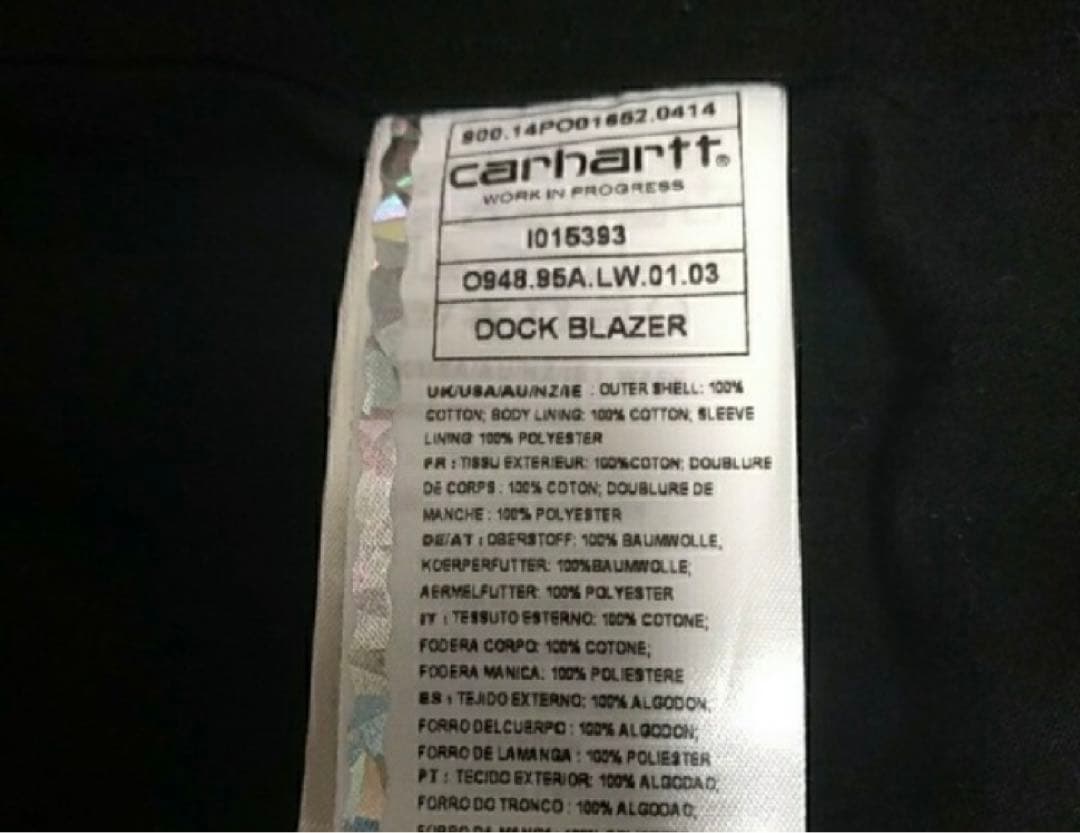 900.14PO01652.0414
carhartt®
WORK IN PROGRESS
I015393
O948.95A.LW.01.03
DOCK BLAZER
UK/USA/AU/NZ/IE : OUTER SHELL: 100%
COTTON; BODY LINING: 100% COTTON; SLEEVE
LINING 100% POLYESTER
FR : TISSU EXTERIEUR: 100%COTON; DOUBLURE
DE CORPS : 100% COTON; DOUBLURE DE
MANCHE : 100% POLYESTER
DE/AT : OBERSTOFF: 100% BAUMWOLLE,
KOERPERFUTTER: 100%BAUMWOLLE;
AERMELFUTTER: 100% POLYESTER
IT : TESSUTO ESTERNO: 100% COTONE;
FODERA CORPO: 100% COTONE;
FODERA MANICA: 100% POLIESTERE
ES : TEJIDO EXTERNO: 100% ALGODON;
FORRO DELCUERPO : 100% ALGODON;
FORRO DE LAMANGA : 100% POLIESTER
PT : TECIDO EXTERIOR: 100% ALGODAO;
FORRO DO TRONCO : 100% ALGODAO;